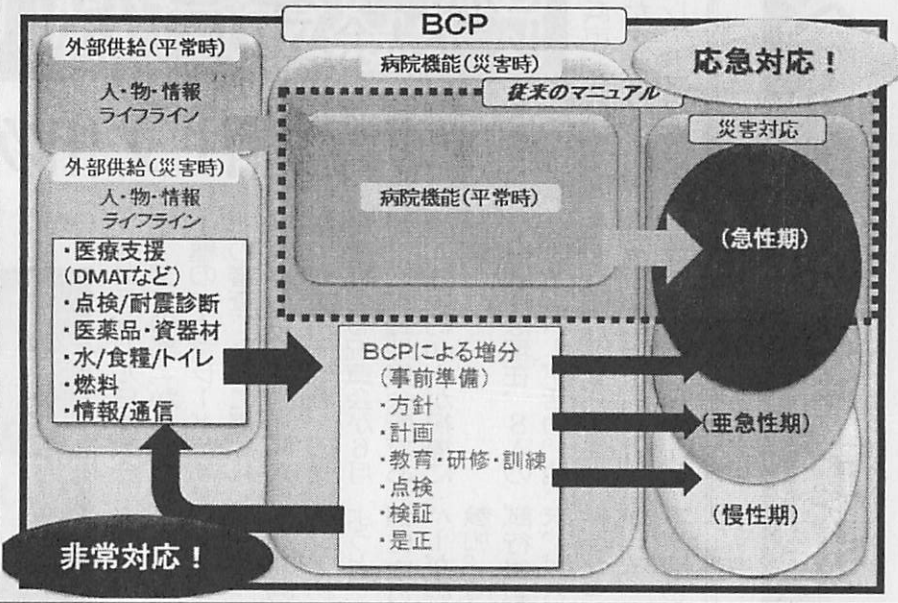 BCP
外部供給(平常時)
人・物・情報
ライフライン
外部供給(災害時)
人・物・情報
ライフライン
・医療支援
(DMATなど)
・点検/耐震診断
・医薬品・資器材
・水/食糧/トイレ
・燃料
・情報/通信
非常対応！
病院機能(災害時)
従来のマニュアル
病院機能(平常時)
BCPによる増分
(事前準備)
・方針
・計画
・教育・研修・訓練
・点検
・検証
・是正
応急対応！
災害対応
(急性期)
(亜急性期)
(慢性期)